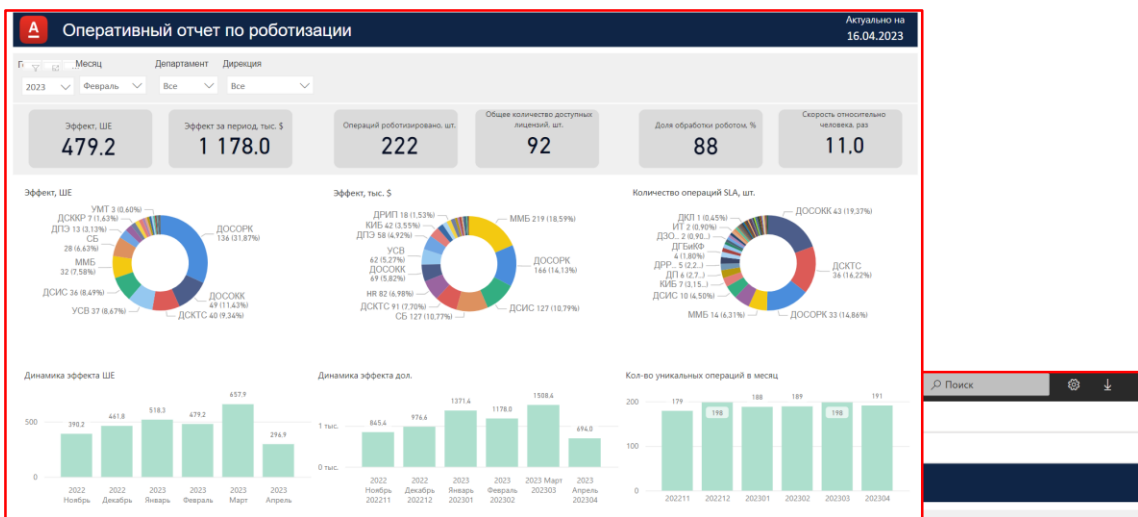 А Оперативный отчет по роботизации
Актуально на
16.04.2023
Месяц Департамент Дирекция
2023 Февраль Все Все
Эффект, ШЕ
479.2
Эффект за период, тыс. $
1 178.0
Операций роботизировано, шт.
222
Общее количество доступных
лицензий, шт.
92
Доля обработки роботом, %
88
Скорость относительно
человека, раз
11,0
Эффект, ШЕ
УМТ 3 (0,60%)
ДСККР 7 (1,63%)
ДПЭ 13 (3,13%)
СБ
28 (6,63%)
ММБ
32 (7,58%)
ДСИС 36 (8,49%)
УСВ 37 (8,67%)
ДСКТС 40 (9,34%)
ДОСОКК
49 (11,43%)
ДОСОРК
136 (31,87%)
Эффект, тыс. $
ДРИП 18 (1,53%)
КИБ 42 (3,55%)
ДПЭ 58 (4,92%)
УСВ
62 (5,27%)
ДОСОКК
69 (5,82%)
HR 82 (6,98%)
ДСКТС 91 (7,70%)
СБ 127 (10,77%)
ДСИС 127 (10,79%)
ДОСОРК
166 (14,13%)
ММБ 219 (18,59%)
Количество операций SLA, шт.
ДКП 1 (0,45%)
ИТ 2 (0,90%)
ДЗО... 2 (0,90...)
ДГБиКФ
4 (1,80%)
ДРР... 5 (2,2...)
ДП 6 (2,7...)
КИБ 7 (3,15...)
ДСИС 10 (4,50%)
ММБ 14 (6,31%)
ДОСОРК 33 (14,86%)
ДСКТС
36 (16,22%)
ДОСОКК 43 (19,37%)
Динамика эффекта ШЕ
500
0
390.2
461.8
518.3
479.2
657.9
296.9
2022 2022 2023 2023 2023 2023
Ноябрь Декабрь Январь Февраль Март Апрель
Динамика эффекта дол.
1 тыс.
0 тыс.
845.4
976.6
1371.6
1178.0
1508.6
694.0
2022 2022 2023 2023 2023 Март 2023
Ноябрь Декабрь Январь Февраль 202303 Апрель
202211 202212 202301 202302 202304
Кол-во уникальных операций в месяц
200
100
0
179
198
188
189
198
191
202211 202212 202301 202302 202303 202304
Поиск